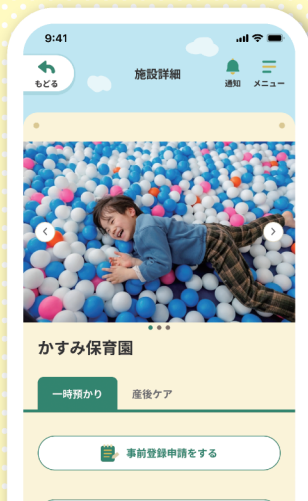 9:41
もどる
施設詳細
通知
メニュー
かすみ保育園
一時預かり
産後ケア
事前登録申請をする